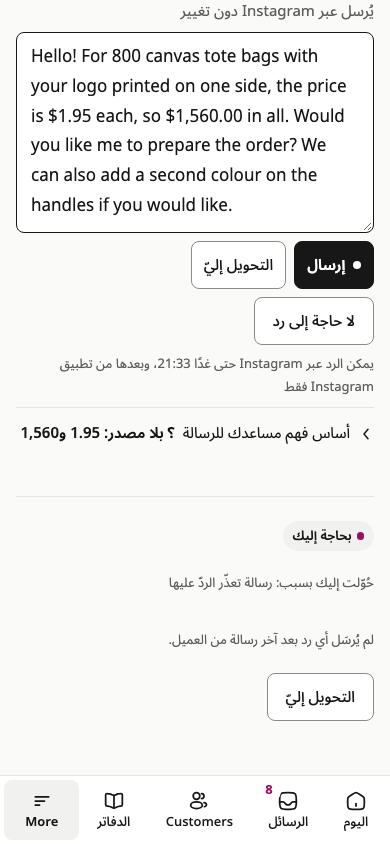 يُرسل عبر Instagram دون تغيير
Hello! For 800 canvas tote bags with
your logo printed on one side, the price
is $1.95 each, so $1,560.00 in all. Would
you like me to prepare the order? We
can also add a second colour on the
handles if you would like.
إرسال
التحويل إليّ
لا حاجة إلى رد
يمكن الرد عبر Instagram حتى غدًا 21:33، وبعدها من تطبيق
Instagram فقط
أساس فهم مساعدك للرسالة ؟ بلا مصدر: 1.95 و1,560
بحاجة إليك
حُوّلت إليك بسبب: رسالة تعذّر الردّ عليها
لم يُرسَل أي رد بعد آخر رسالة من العميل.
التحويل إليّ
اليوم
8
الرسائل
Customers
الدفاتر
More